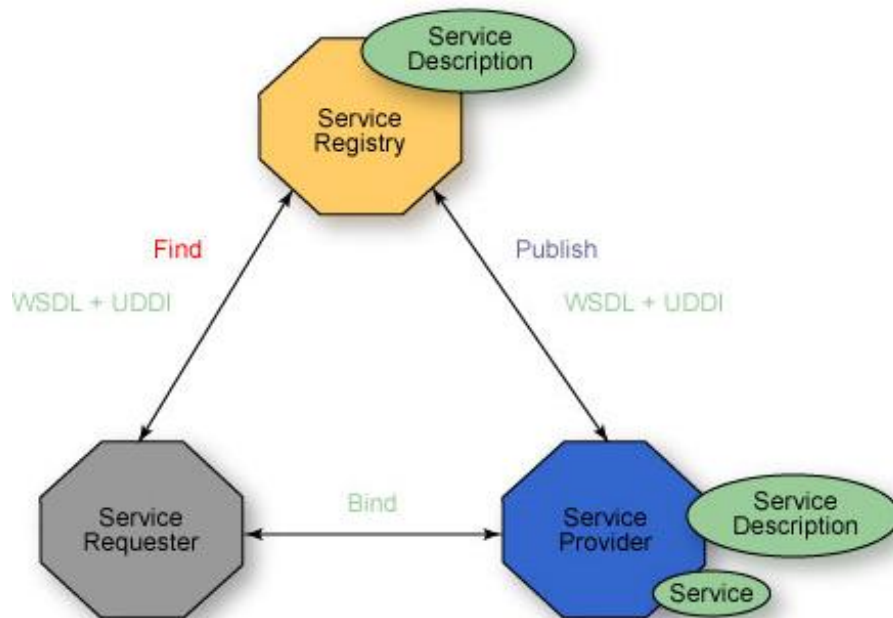 Service
Description
Service
Registry
Find
Publish
WSDL + UDDI
WSDL + UDDI
Service
Requester
Bind
Service
Provider
Service
Description
Service